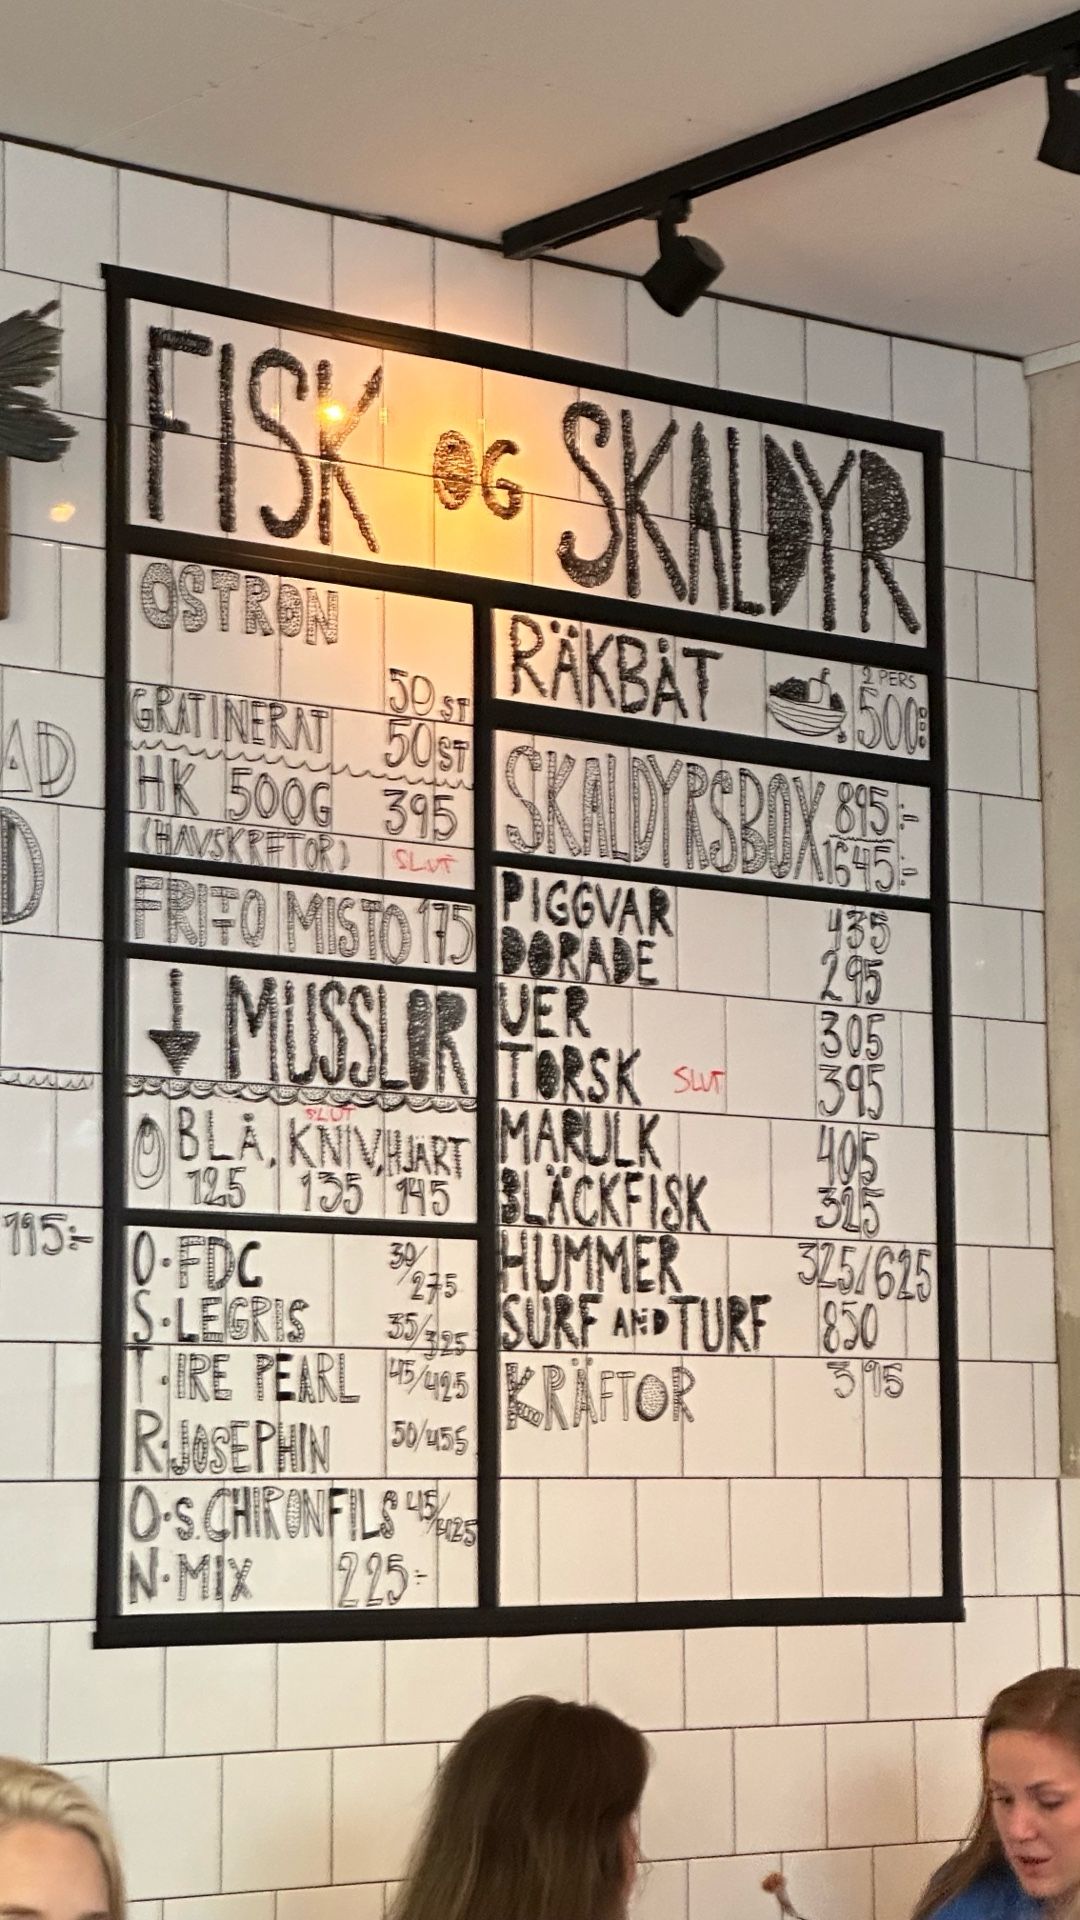 FISK OG SKALDYR
OSTRON
50 ST
GRATINERAT 50 ST
HK 500G 395
(HAVSKRFTOR) SLUT
FRITO MISTO 175
MUSSLOR
SLUT
BLÅ, KNIV, HJÄRT
125 135 145
O. FDC 30/275
S. LEGRIS 35/325
T. IRE PEARL 45/425
R. JOSEPHIN 50/455
O. S. CHIRONFILS 45/425
N. MIX 225:-
RÄKBÅT 2 PERS 500:-
SKALDYRSBOX 895:-
1645:-
PIGGVAR 435
DORADE 295
UER 305
TORSK SLUT 395
MARULK 405
BLÄCKFISK 325
HUMMER 325/625
SURF AND TURF 850
KRÄFTOR 395
AD
D
195:-